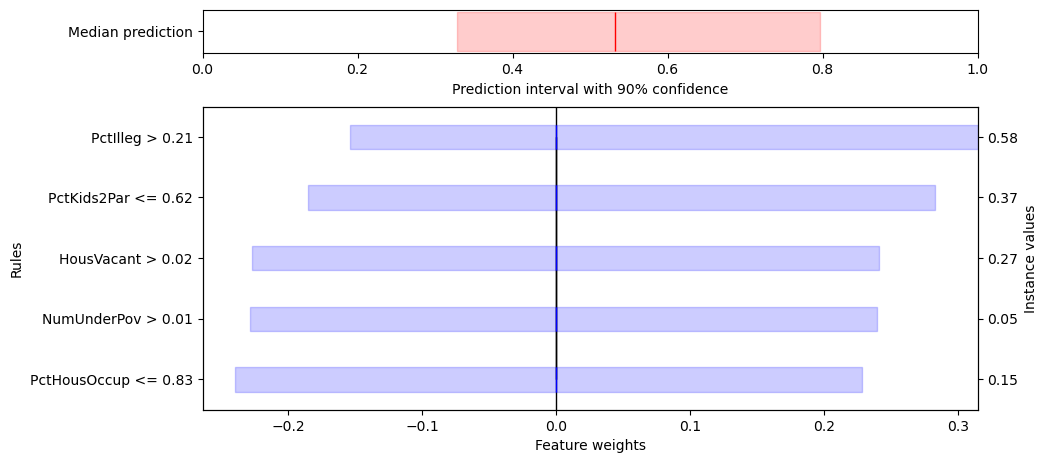 Median prediction
0.0 0.2 0.4 0.6 0.8 1.0
Prediction interval with 90% confidence
Rules
PctIlleg > 0.21 0.58
PctKids2Par <= 0.62 0.37
HousVacant > 0.02 0.27
NumUnderPov > 0.01 0.05
PctHousOccup <= 0.83 0.15
Instance values
−0.2 −0.1 0.0 0.1 0.2 0.3
Feature weights